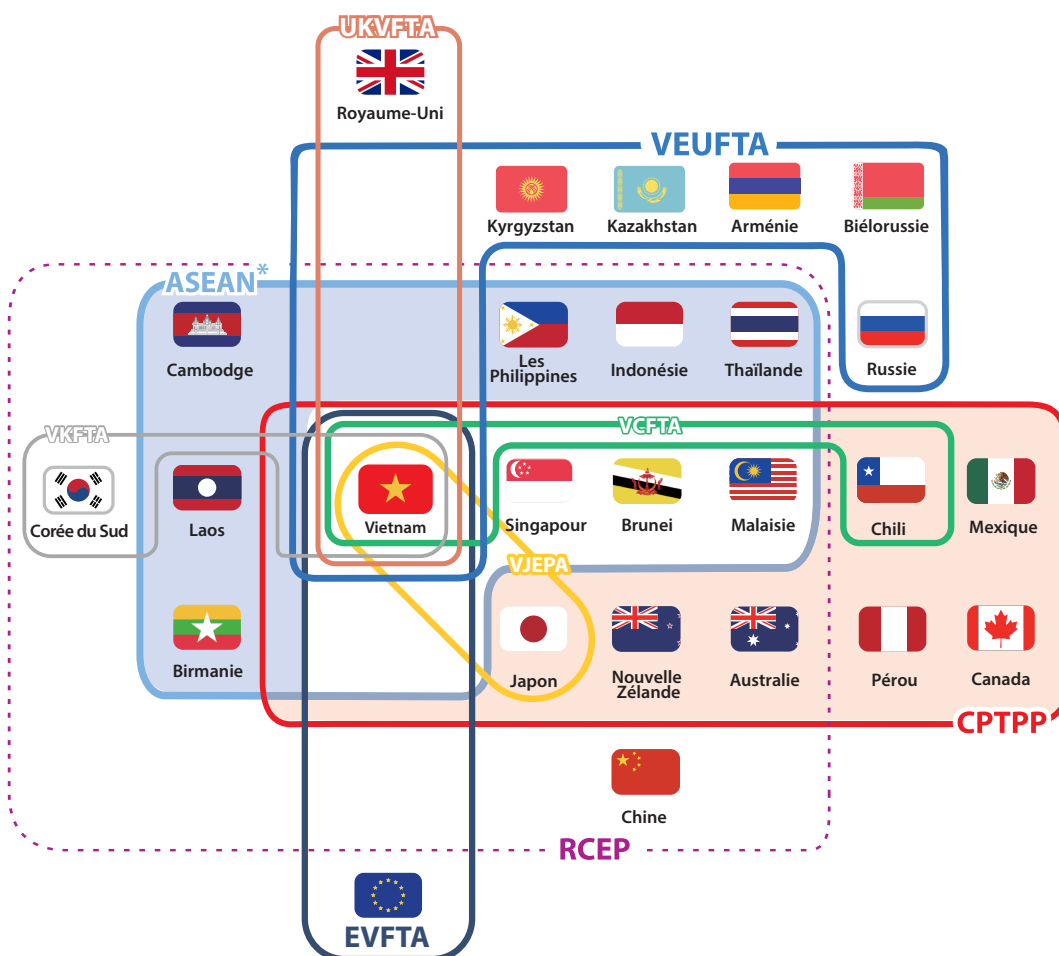 UKVFTA
Royaume-Uni
VEUFTA
Kyrgyzstan
Kazakhstan
Arménie
Biélorussie
ASEAN*
Cambodge
Les
Philippines
Indonésie
Thaïlande
Russie
VKFTA
VCFTA
Corée du Sud
Laos
Vietnam
Singapour
Brunei
Malaisie
Chili
Mexique
VJEPA
Birmanie
Japon
Nouvelle
Zélande
Australie
Pérou
Canada
CPTPP
Chine
RCEP
EVFTA